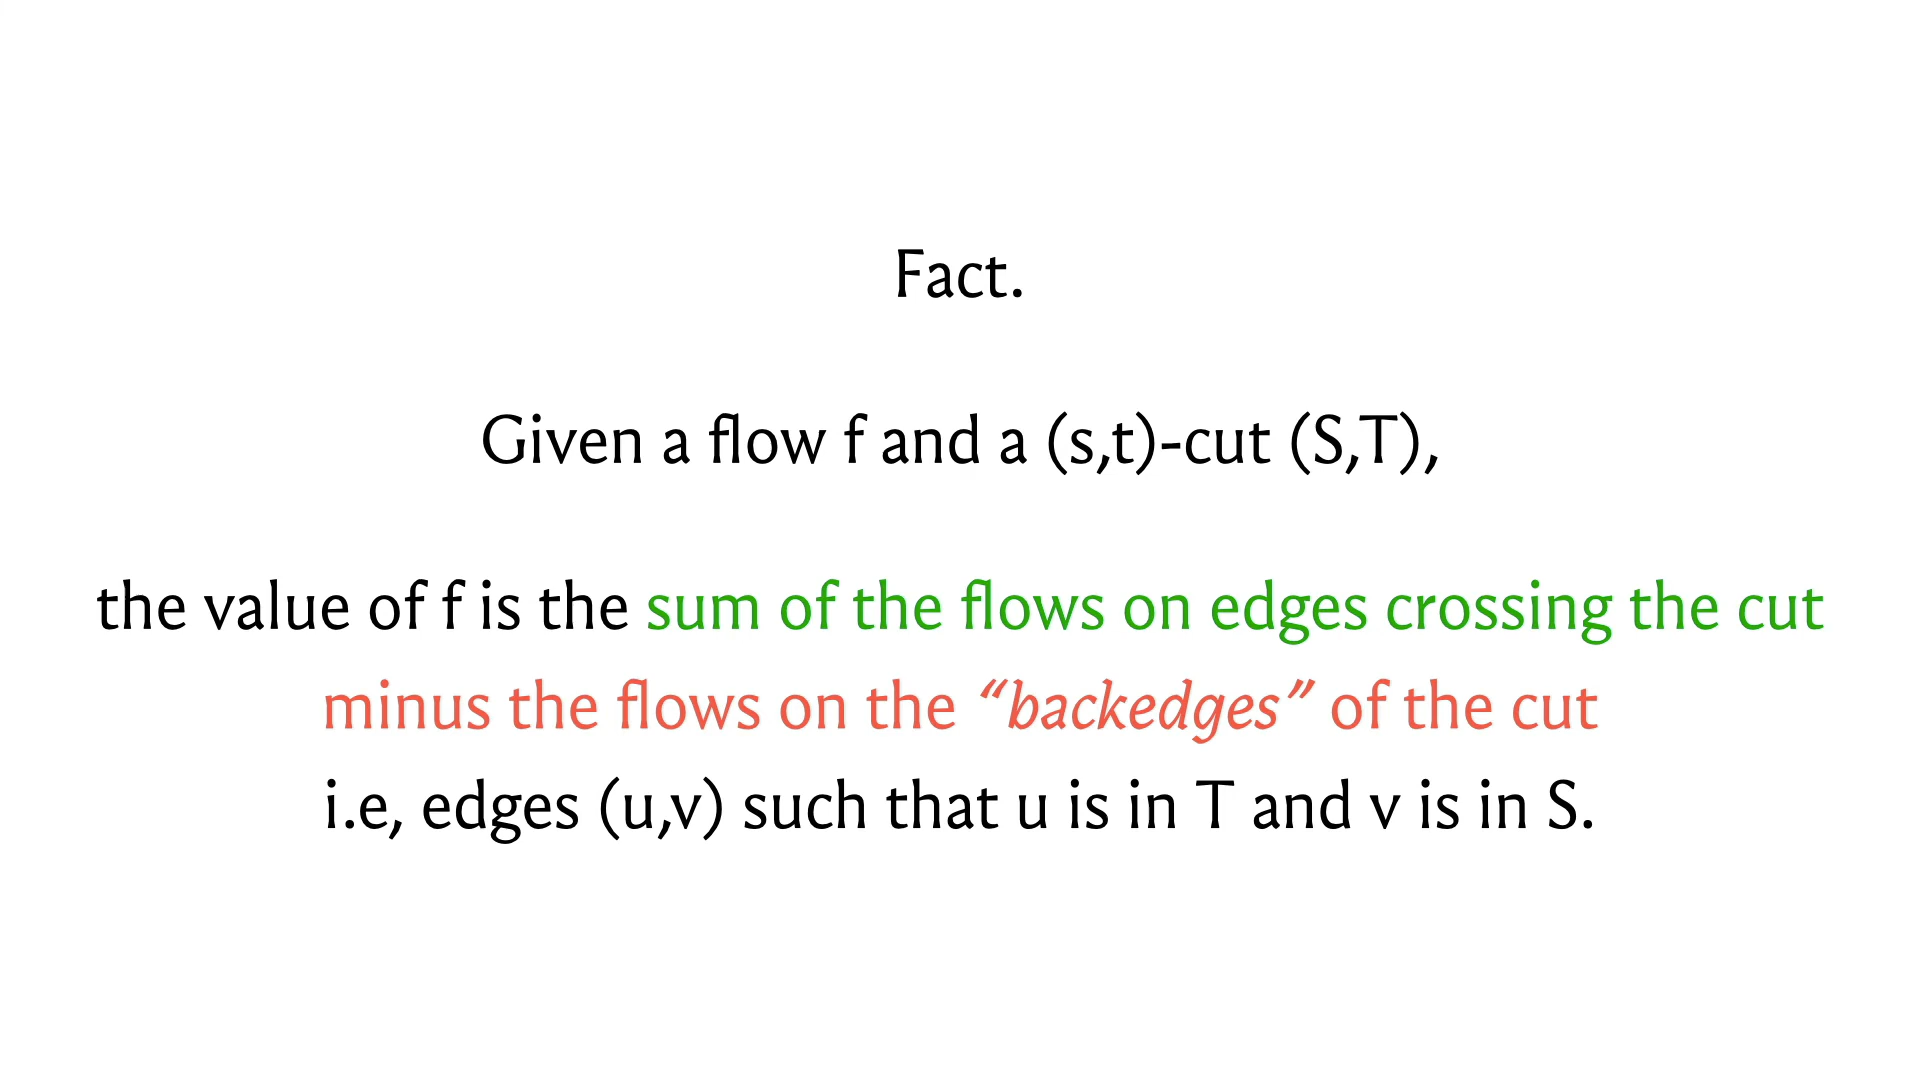 Fact.
Given a flow f and a (s,t)-cut (S,T),
the value of f is the sum of the flows on edges crossing the cut
minus the flows on the “backedges” of the cut
i.e, edges (u,v) such that u is in T and v is in S.